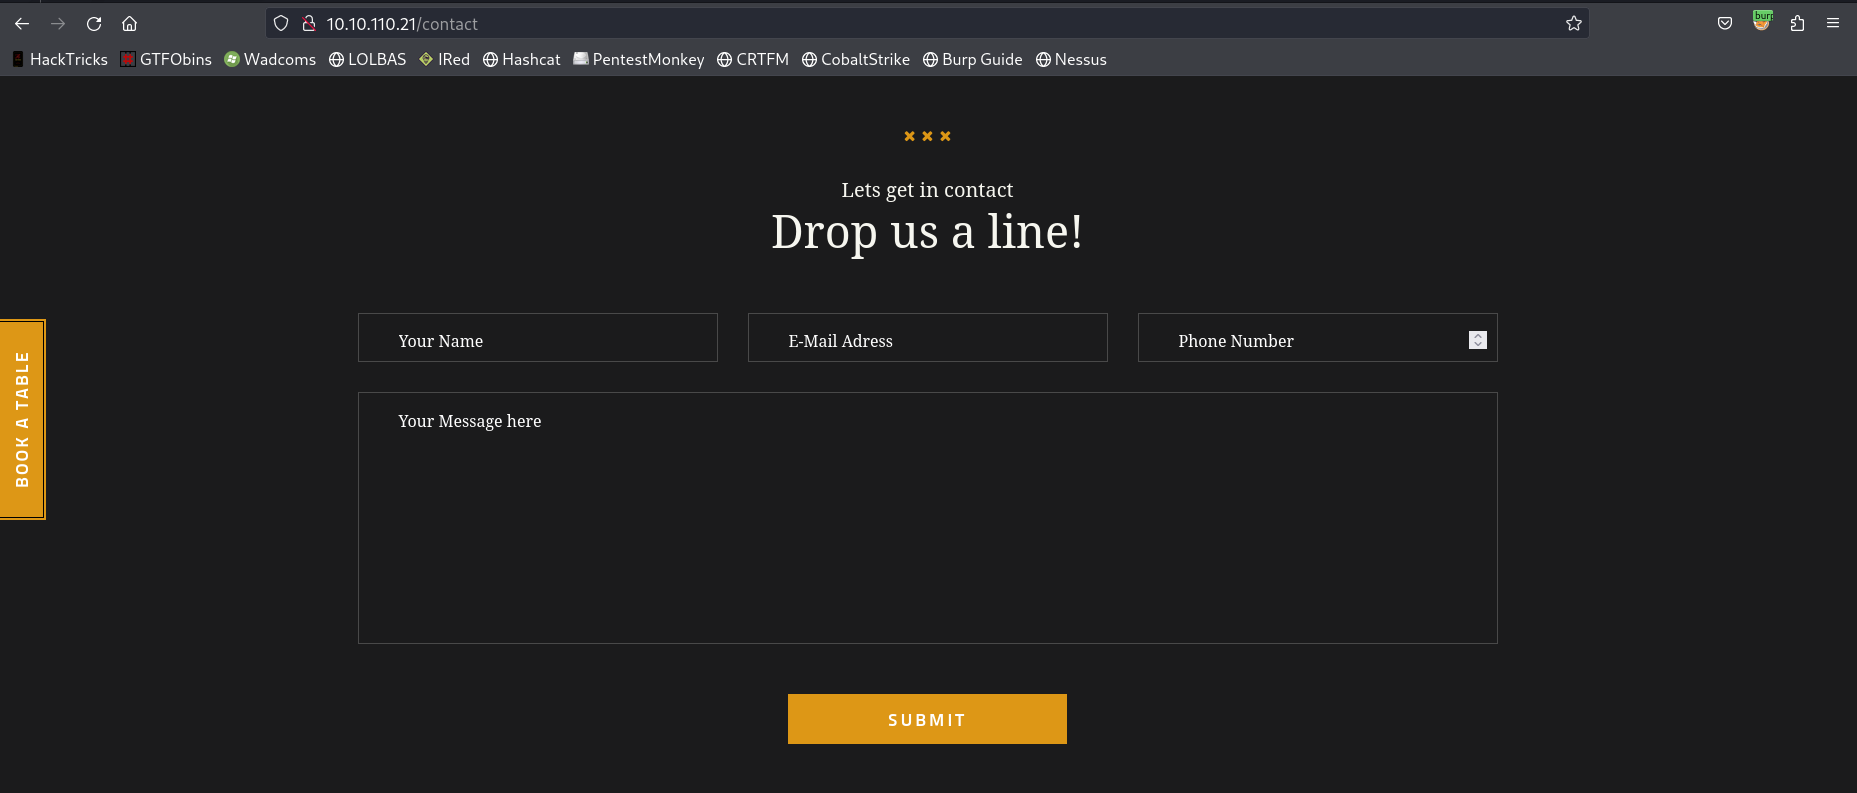 burp
10.10.110.21/contact
HackTricks GTFObins Wadcoms LOLBAS IRed Hashcat PentestMonkey CRTFM CobaltStrike Burp Guide Nessus
Lets get in contact
Drop us a line!
Your Name E-Mail Adress Phone Number
Your Message here
BOOK A TABLE
SUBMIT